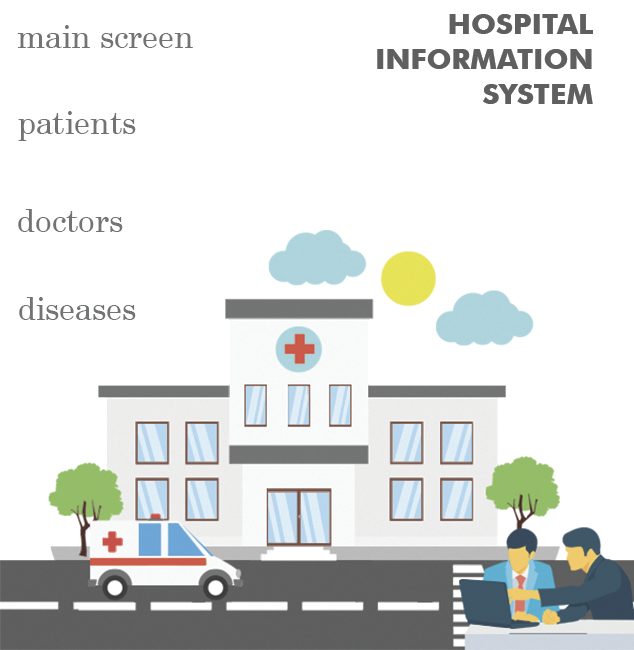 main screen
patients
doctors
diseases
HOSPITAL
INFORMATION
SYSTEM